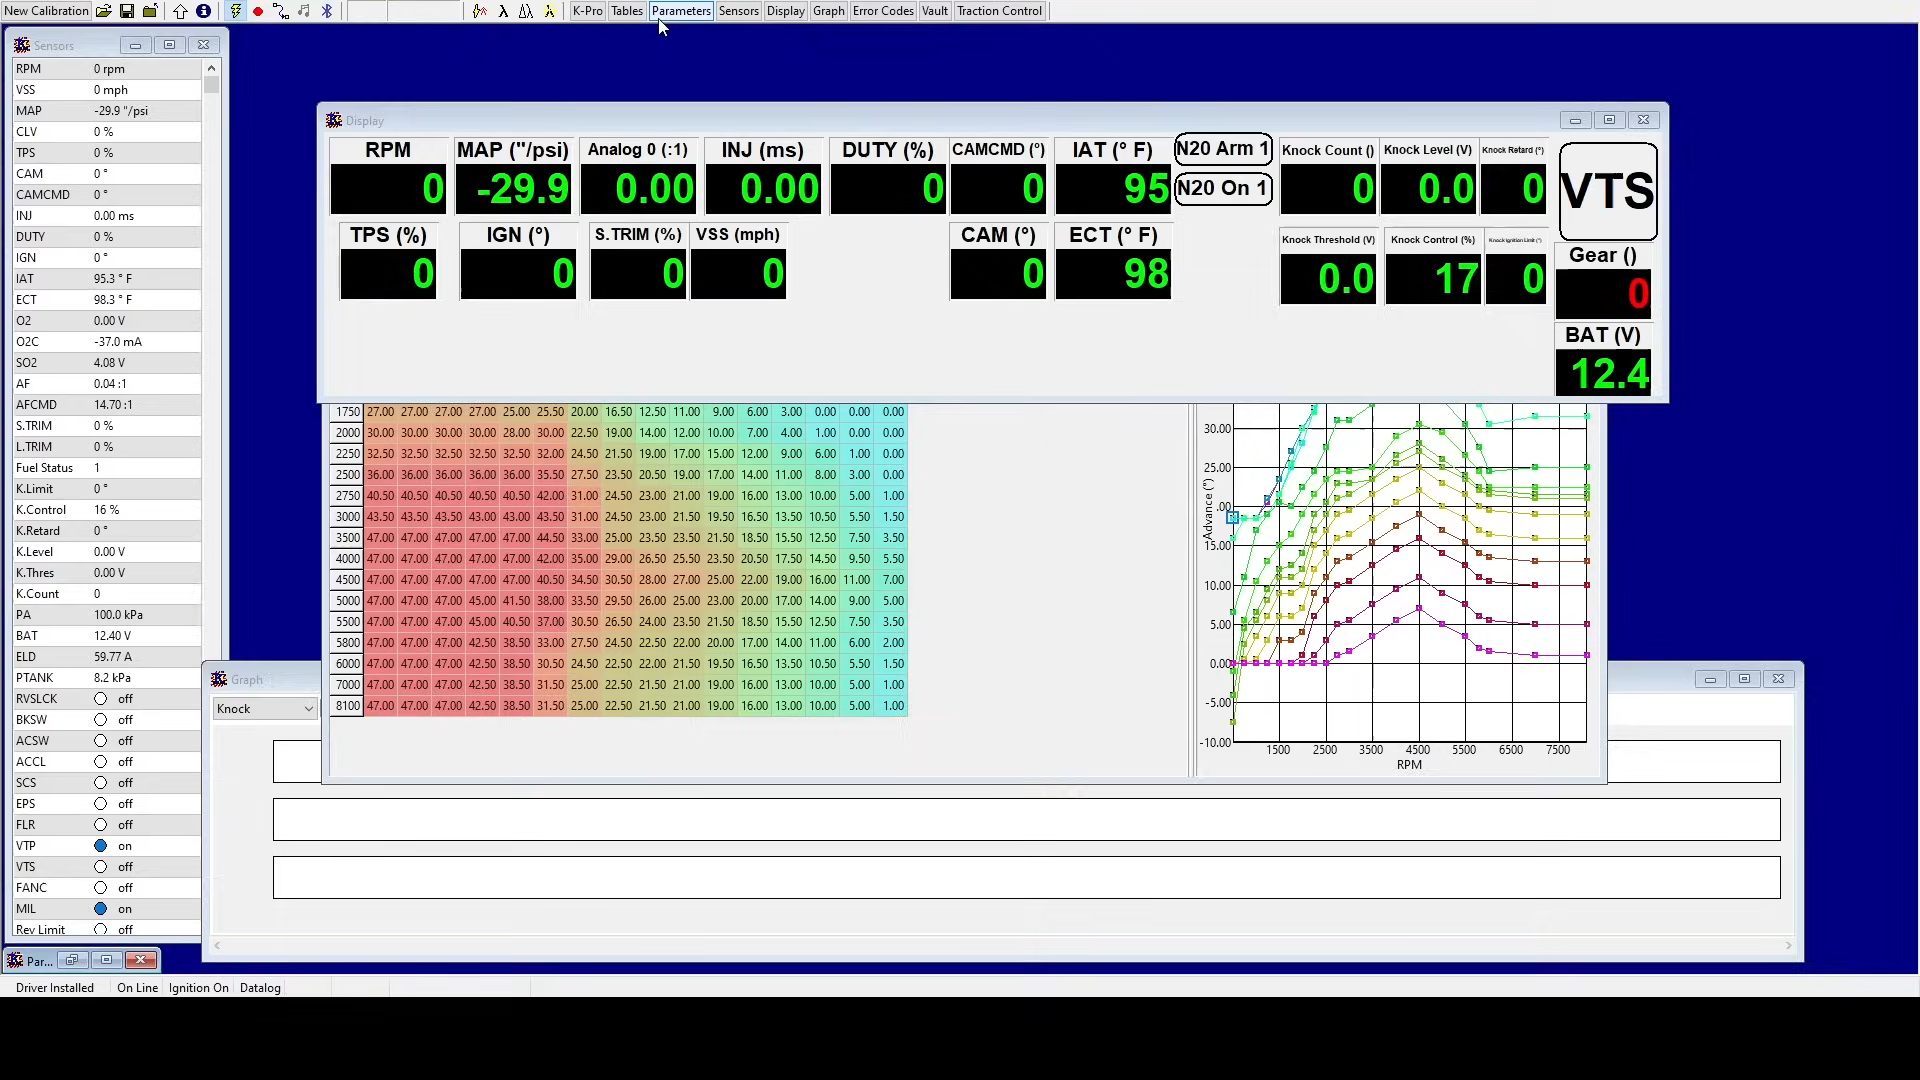 New Calibration K-Pro Tables Parameters Sensors Display Graph Error Codes Vault Traction Control
Sensors
RPM 0 rpm
VSS 0 mph
MAP -29.9 "/psi
CLV 0 %
TPS 0 %
CAM 0 °
CAMCMD 0 °
INJ 0.00 ms
DUTY 0 %
IGN 0 °
IAT 95.3 ° F
ECT 98.3 ° F
O2 0.00 V
O2C -37.0 mA
SO2 4.08 V
AF 0.04 :1
AFCMD 14.70 :1
S.TRIM 0 %
L.TRIM 0 %
Fuel Status 1
K.Limit 0 °
K.Control 16 %
K.Retard 0 °
K.Level 0.00 V
K.Thres 0.00 V
K.Count 0
PA 100.0 kPa
BAT 12.40 V
ELD 59.77 A
PTANK 8.2 kPa
RVSLCK off
BKSW off
ACSW off
ACCL off
SCS off
EPS off
FLR off
VTP on
VTS off
FANC off
MIL on
Rev Limit off
Display
RPM MAP ("/psi) Analog 0 (:1) INJ (ms) DUTY (%) CAMCMD (°) IAT (° F) N20 Arm 1 Knock Count () Knock Level (V) Knock Retard (°)
0 -29.9 0.00 0.00 0 0 95 N20 On 1 0 0.0 0 VTS
TPS (%) IGN (°) S.TRIM (%) VSS (mph) CAM (°) ECT (° F) Knock Threshold (V) Knock Control (%) Knock Ignition Limit (°) Gear ()
0 0 0 0 0 98 0.0 17 0 0
BAT (V)
12.4
1750 27.00 27.00 27.00 27.00 25.00 25.50 20.00 16.50 12.50 11.00 9.00 6.00 3.00 0.00 0.00 0.00
2000 30.00 30.00 30.00 30.00 28.00 30.00 22.50 19.00 14.00 12.00 10.00 7.00 4.00 1.00 0.00 0.00
2250 32.50 32.50 32.50 32.50 32.50 32.00 24.50 21.50 19.00 17.00 15.00 12.00 9.00 6.00 1.00 0.00
2500 36.00 36.00 36.00 36.00 36.00 35.50 27.50 23.50 20.50 19.00 17.00 14.00 11.00 8.00 3.00 0.00
2750 40.50 40.50 40.50 40.50 40.50 42.00 31.00 24.50 23.00 21.00 19.00 16.00 13.00 10.00 5.00 1.00
3000 43.50 43.50 43.50 43.00 43.50 42.00 31.00 24.50 23.00 21.50 19.50 16.50 13.50 10.50 5.50 1.50
3500 47.00 47.00 47.00 47.00 47.00 44.50 33.00 25.00 23.50 23.50 21.50 18.50 15.50 12.50 7.50 3.50
4000 47.00 47.00 47.00 47.00 47.00 42.00 35.00 29.00 26.50 25.50 23.50 20.50 17.50 14.50 9.50 5.50
4500 47.00 47.00 47.00 47.00 47.00 40.50 34.50 30.50 28.00 27.00 25.00 22.00 19.00 16.00 11.00 7.00
5000 47.00 47.00 47.00 45.00 41.50 38.00 33.50 29.50 26.00 25.00 23.00 20.00 17.00 14.00 9.00 5.00
5500 47.00 47.00 47.00 45.00 40.50 37.00 30.50 26.50 24.00 23.50 21.50 18.50 15.50 12.50 7.50 3.50
5800 47.00 47.00 47.00 42.50 38.50 33.00 27.50 24.50 22.50 22.00 20.00 17.00 14.00 11.00 6.00 2.00
6000 47.00 47.00 47.00 42.50 38.50 30.50 24.50 22.50 22.00 21.50 19.50 16.50 13.50 10.50 5.50 1.50
7000 47.00 47.00 47.00 42.50 38.50 31.50 25.00 22.50 21.50 21.00 19.00 16.00 13.00 10.00 5.00 1.00
8100 47.00 47.00 47.00 42.50 38.50 31.50 25.00 22.50 21.50 21.00 19.00 16.00 13.00 10.00 5.00 1.00
30.00
25.00
.00
15.00
10.00
5.00
0.00
-5.00
-10.00
Advance (°)
1500 2500 3500 4500 5500 6500 7500
RPM
Graph
Knock
Par...
Driver Installed On Line Ignition On Datalog